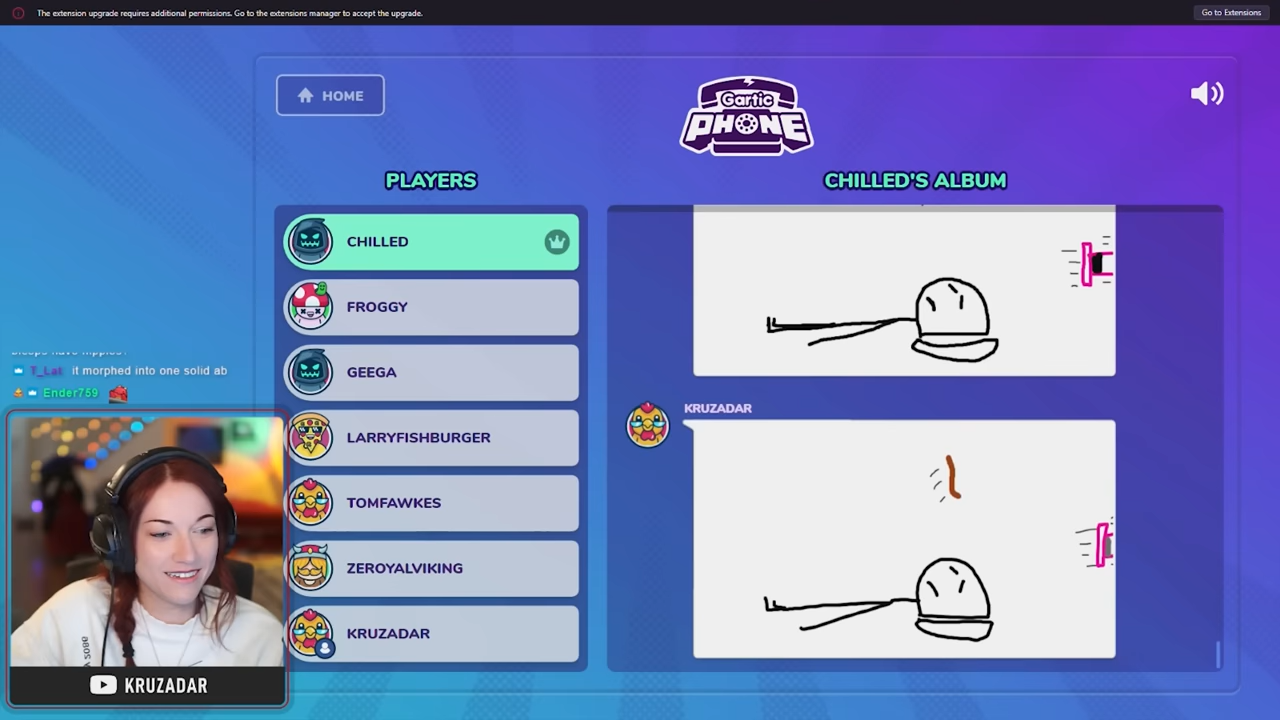 The extension upgrade requires additional permissions. Go to the extensions manager to accept the upgrade.
Go to Extensions
HOME
Gartic
PHONE
PLAYERS
CHILLED'S ALBUM
CHILLED
FROGGY
GEEGA
LARRYFISHBURGER
TOMFAWKES
ZEROYALVIKING
KRUZADAR
KRUZADAR
T_Lat it morphed into one solid ab
Ender759
KRUZADAR